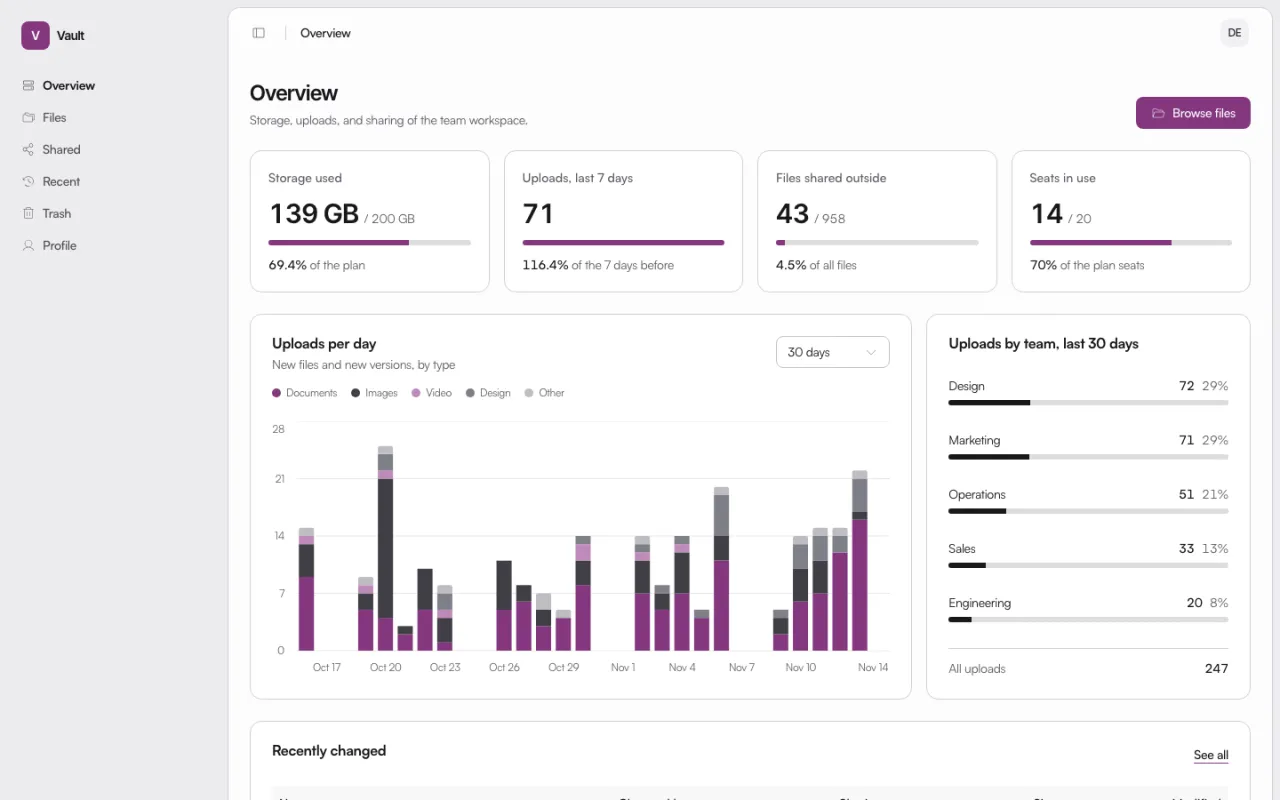 V Vault
Overview
DE
Overview
Files
Shared
Recent
Trash
Profile
Overview
Storage, uploads, and sharing of the team workspace.
Browse files
Storage used
139 GB / 200 GB
69.4% of the plan
Uploads, last 7 days
71
116.4% of the 7 days before
Files shared outside
43 / 958
4.5% of all files
Seats in use
14 / 20
70% of the plan seats
Uploads per day
New files and new versions, by type
30 days
Documents Images Video Design Other
28
21
14
7
0
Oct 17 Oct 20 Oct 23 Oct 26 Oct 29 Nov 1 Nov 4 Nov 7 Nov 10 Nov 14
Uploads by team, last 30 days
Design 72 29%
Marketing 71 29%
Operations 51 21%
Sales 33 13%
Engineering 20 8%
All uploads 247
Recently changed
See all